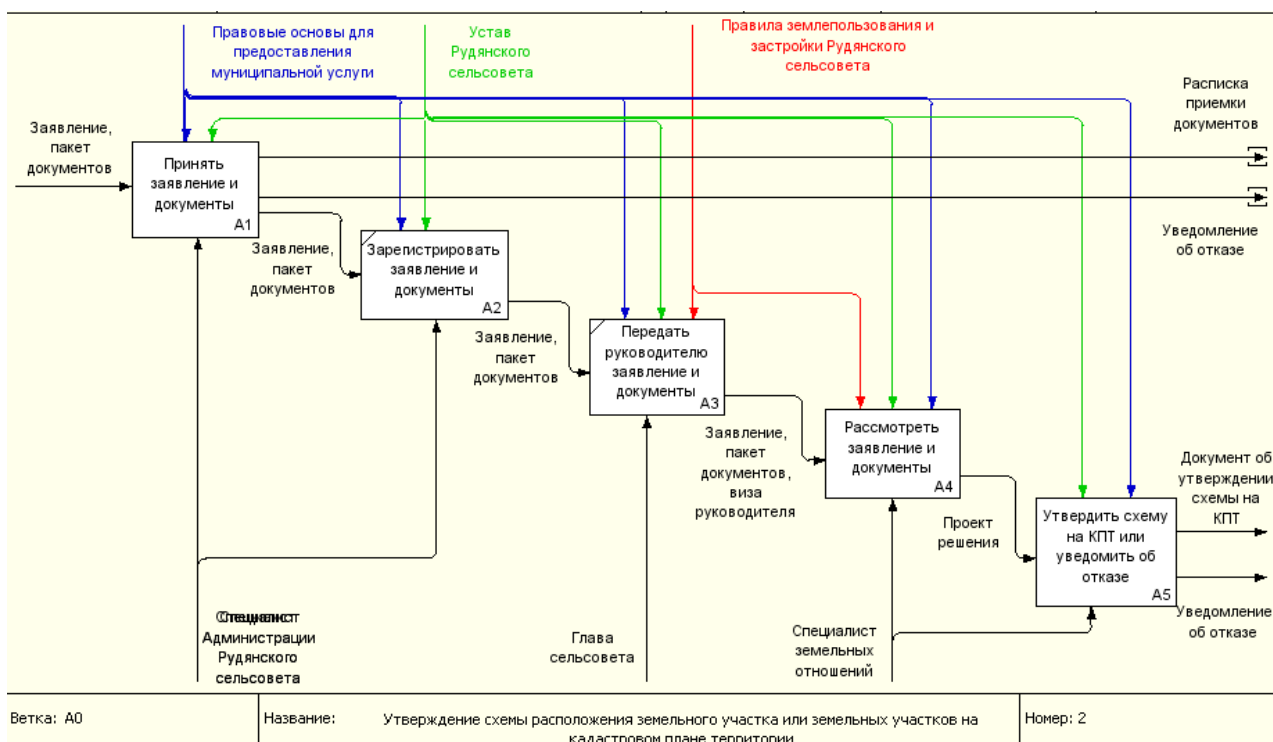 Правовые основы для
предоставления
муниципальной услуги
Устав
Рудянского
сельсовета
Правила землепользования и
застройки Рудянского
сельсовета
Расписка
приемки
документов
Заявление,
пакет
документов
Принять
заявление и
документы
A1
Уведомление
об отказе
Заявление,
пакет
документов
Зарегистрировать
заявление и
документы
A2
Заявление,
пакет
документов
Передать
руководителю
заявление и
документы
A3
Заявление,
пакет
документов,
виза
руководителя
Рассмотреть
заявление и
документы
A4
Проект
решения
Документ об
утверждении
схемы на
КПТ
Утвердить схему
на КПТ или
уведомить об
отказе
A5
Уведомление
об отказе
Специалист
Администрации
Рудянского
сельсовета
Глава
сельсовета
Специалист
земельных
отношений
Ветка: A0
Название:
Утверждение схемы расположения земельного участка или земельных участков на
кадастровом плане территории
Номер: 2